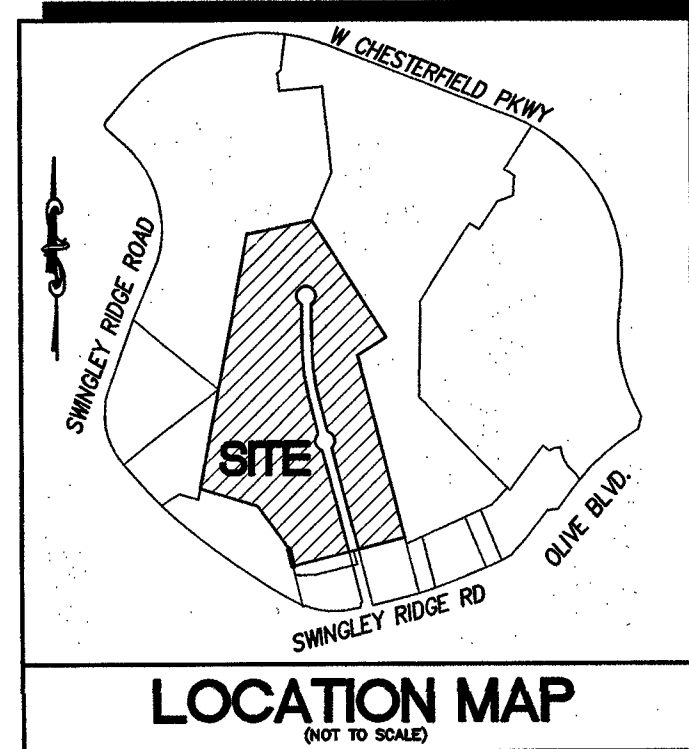 W CHESTERFIELD PKWY
SWINGLEY RIDGE ROAD
SITE
OLIVE BLVD.
SWINGLEY RIDGE RD
LOCATION MAP
(NOT TO SCALE)